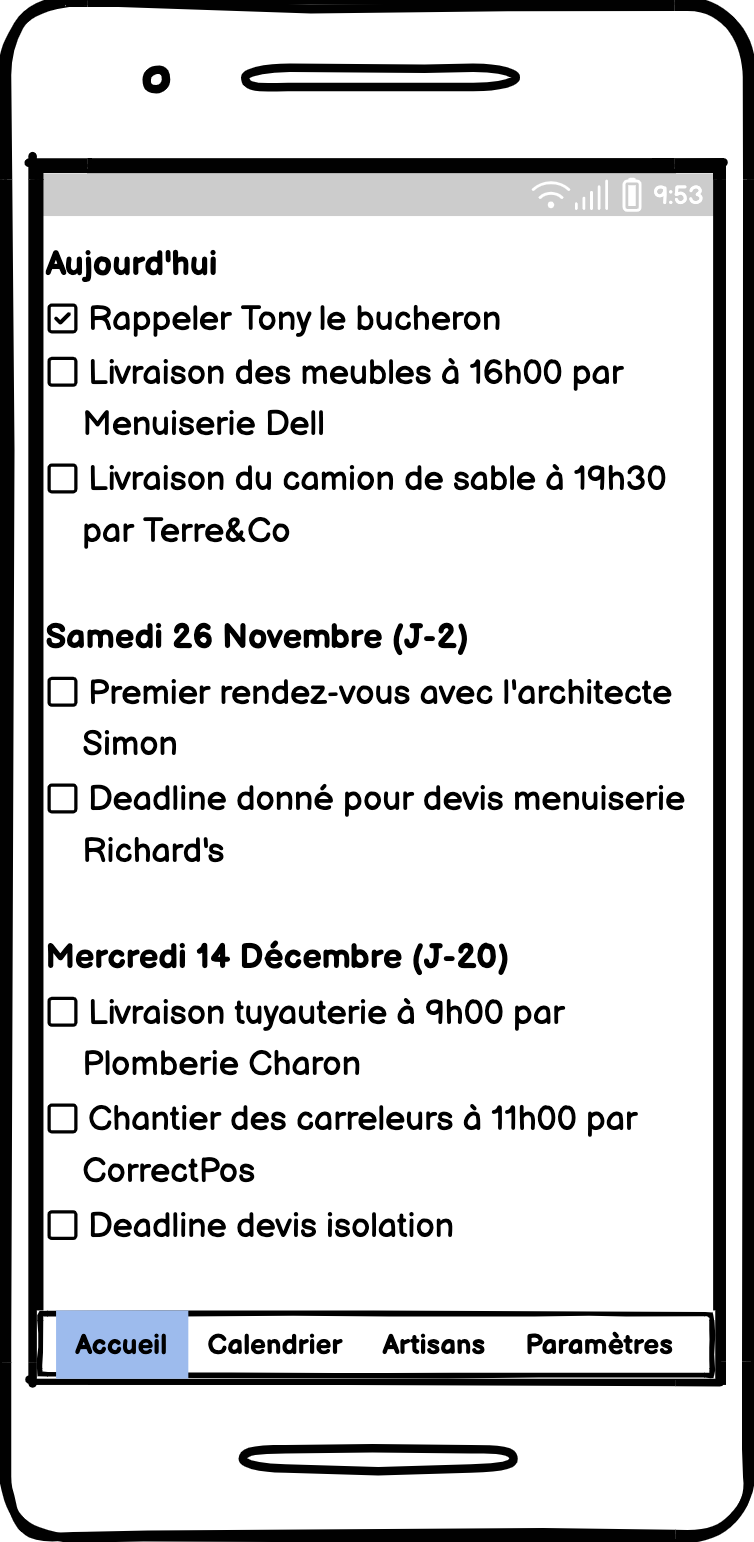 9:53
Aujourd'hui
Rappeler Tony le bucheron
Livraison des meubles à 16h00 par
Menuiserie Dell
Livraison du camion de sable à 19h30
par Terre&Co
Samedi 26 Novembre (J-2)
Premier rendez-vous avec l'architecte
Simon
Deadline donné pour devis menuiserie
Richard's
Mercredi 14 Décembre (J-20)
Livraison tuyauterie à 9h00 par
Plomberie Charon
Chantier des carreleurs à 11h00 par
CorrectPos
Deadline devis isolation
Accueil Calendrier Artisans Paramètres